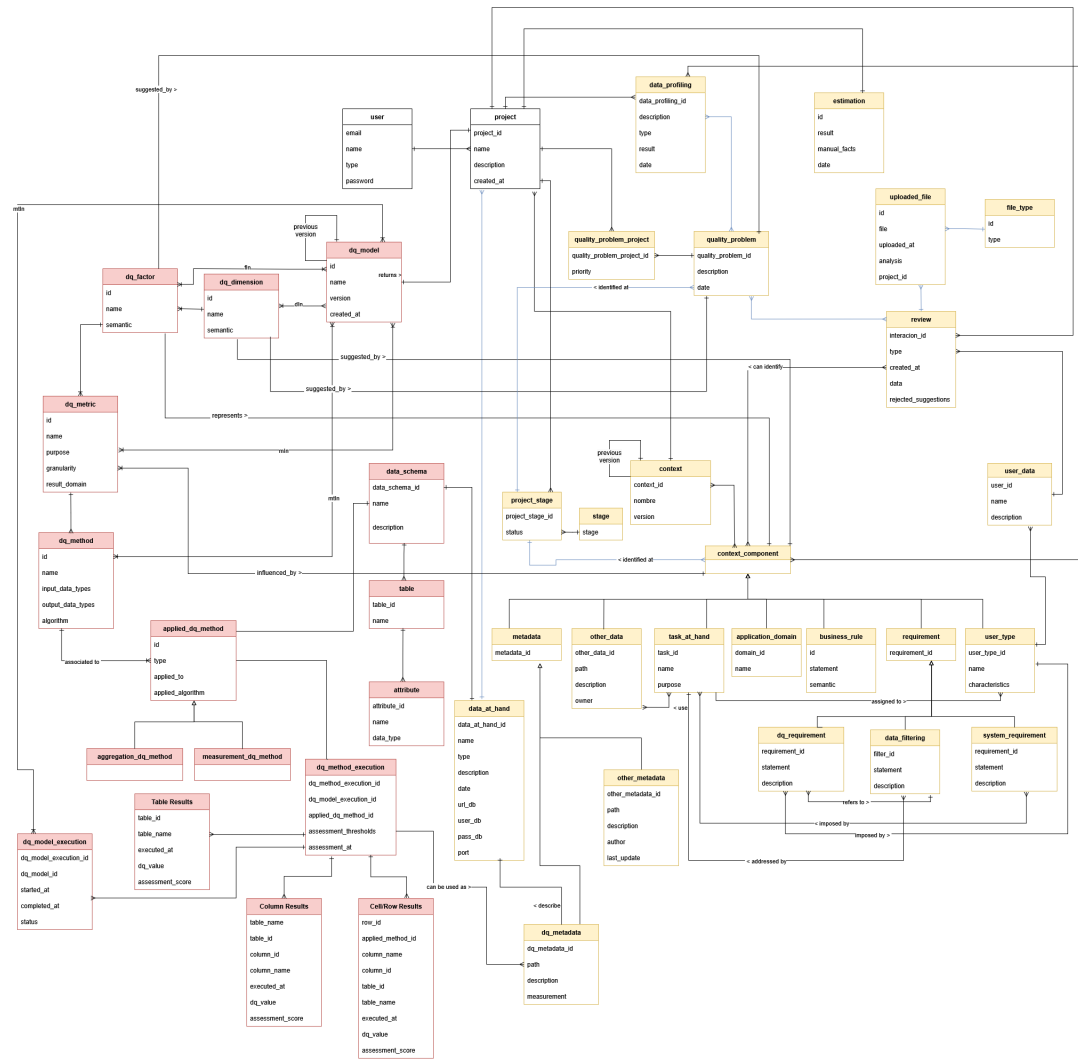 suggested_by >
data_profiling
data_profiling_id
description
type
result
date
estimation
id
result
manual_facts
date
user
email
name
type
password
project
project_id
name
description
created_at
uploaded_file
id
file
uploaded_at
analysis
project_id
file_type
id
type
mtln
previous
version
dq_model
id
name
version
created_at
returns >
quality_problem_project
quality_problem_project_id
priority
quality_problem
quality_problem_id
description
date
< identified at
dq_factor
id
name
semantic
fln
dq_dimension
id
name
semantic
dln
review
interacion_id
type
created_at
data
rejected_suggestions
suggested_by >
< can identify
suggested_by >
represents >
dq_metric
id
name
purpose
granularity
result_domain
mln
mtln
data_schema
data_schema_id
name
description
previous
version
context
context_id
nombre
version
user_data
user_id
name
description
project_stage
project_stage_id
status
stage
stage
dq_method
id
name
input_data_types
output_data_types
algorithm
influenced_by >
< identified at
context_component
table
table_id
name
applied_dq_method
id
type
applied_to
applied_algorithm
associated to
metadata
metadata_id
other_data
other_data_id
path
description
owner
task_at_hand
task_id
name
purpose
application_domain
domain_id
name
business_rule
id
statement
semantic
requirement
requirement_id
user_type
user_type_id
name
characteristics
assigned to >
< use
attribute
attribute_id
name
data_type
data_at_hand
data_at_hand_id
name
type
description
date
url_db
user_db
pass_db
port
dq_requirement
requirement_id
statement
description
data_filtering
filter_id
statement
description
system_requirement
requirement_id
statement
description
refers to >
< imposed by
imposed by >
< addressed by
aggregation_dq_method
measurement_dq_method
dq_method_execution
dq_method_execution_id
dq_model_execution_id
applied_dq_method_id
assessment_thresholds
assessment_at
other_metadata
other_metadata_id
path
description
author
last_update
Table Results
table_id
table_name
executed_at
dq_value
assessment_score
dq_model_execution
dq_model_execution_id
dq_model_id
started_at
completed_at
status
can be used as >
< describe
Column Results
table_name
table_id
column_id
column_name
executed_at
dq_value
assessment_score
Cell/Row Results
row_id
applied_method_id
column_name
column_id
table_id
table_name
executed_at
dq_value
assessment_score
dq_metadata
dq_metadata_id
path
description
measurement